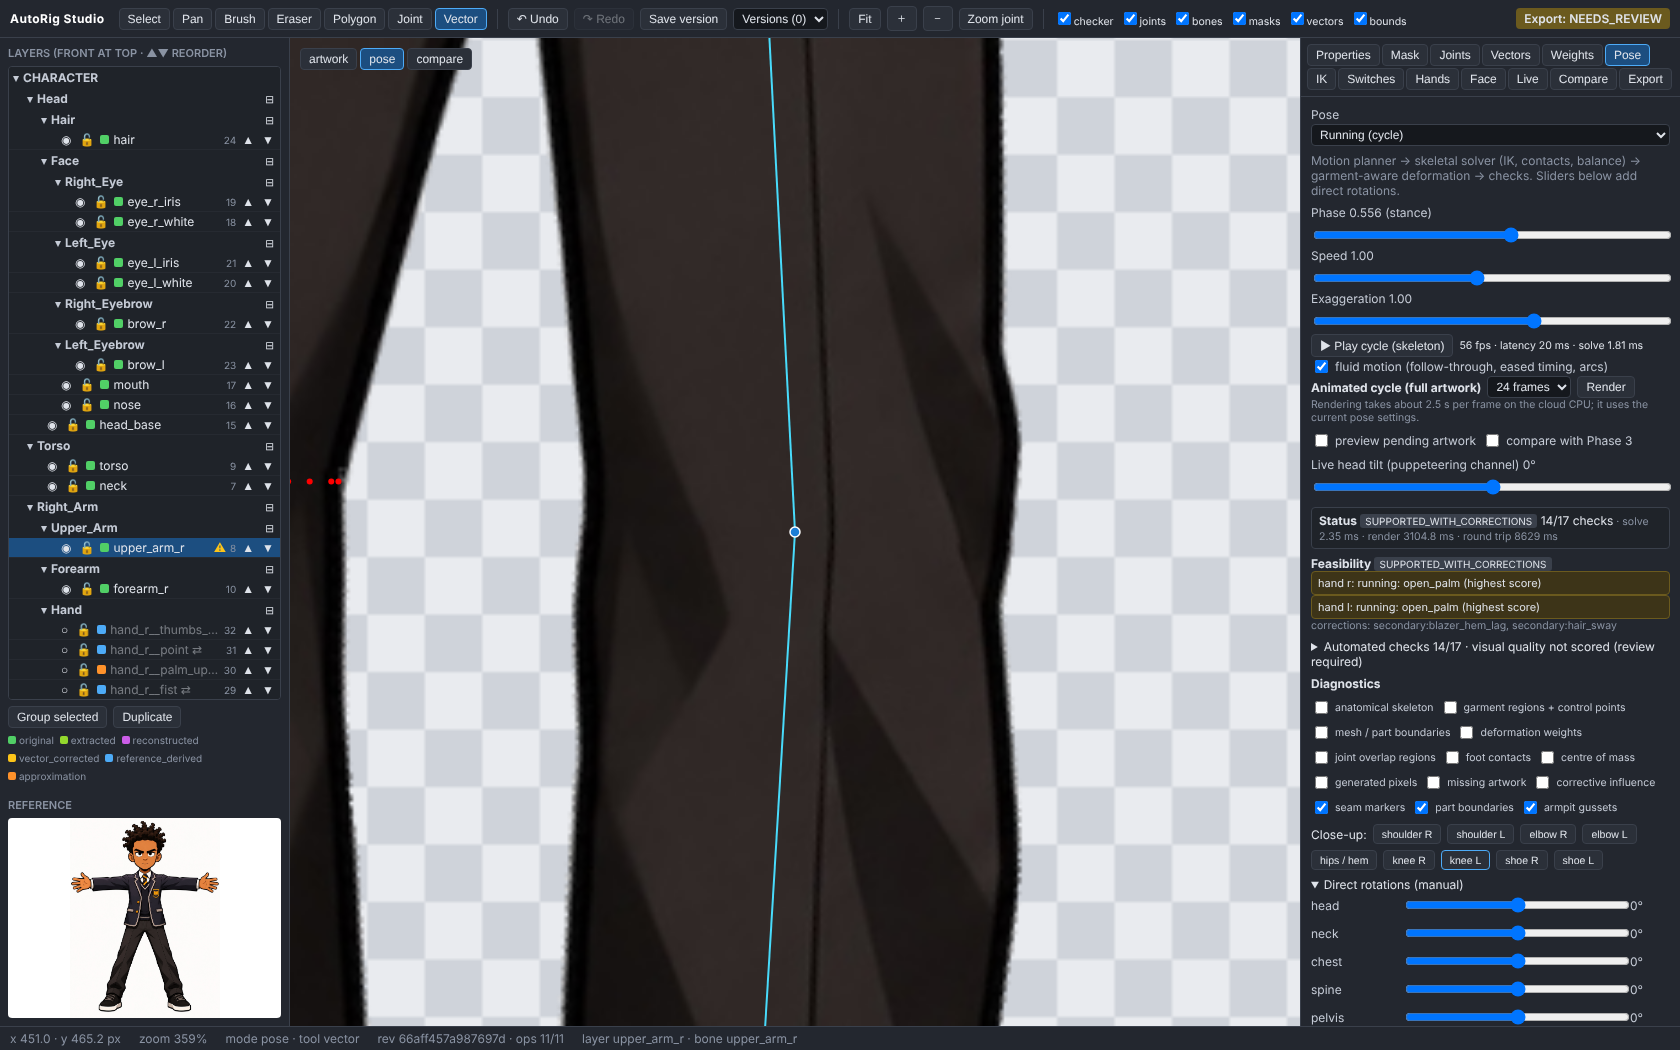 AutoRig Studio Select Pan Brush Eraser Polygon Joint Vector ↶ Undo ↷ Redo Save version Versions (0) Fit + − Zoom joint checker joints bones masks vectors bounds Export: NEEDS_REVIEW
LAYERS (FRONT AT TOP · ▲▼ REORDER)
▾ CHARACTER
▾ Head
▾ Hair
hair 24 ▲ ▼
▾ Face
▾ Right_Eye
eye_r_iris 19 ▲ ▼
eye_r_white 18 ▲ ▼
▾ Left_Eye
eye_l_iris 21 ▲ ▼
eye_l_white 20 ▲ ▼
▾ Right_Eyebrow
brow_r 22 ▲ ▼
▾ Left_Eyebrow
brow_l 23 ▲ ▼
mouth 17 ▲ ▼
nose 16 ▲ ▼
head_base 15 ▲ ▼
▾ Torso
torso 9 ▲ ▼
neck 7 ▲ ▼
▾ Right_Arm
▾ Upper_Arm
upper_arm_r ⚠ 8 ▲ ▼
▾ Forearm
forearm_r 10 ▲ ▼
▾ Hand
hand_r__thumbs_... 32 ▲ ▼
hand_r__point ⇄ 31 ▲ ▼
hand_r__palm_up... 30 ▲ ▼
hand_r__fist ⇄ 29 ▲ ▼
Group selected Duplicate
original extracted reconstructed
vector_corrected reference_derived
approximation
REFERENCE
artwork pose compare
Properties Mask Joints Vectors Weights Pose
IK Switches Hands Face Live Compare Export
Pose
Running (cycle)
Motion planner → skeletal solver (IK, contacts, balance) →
garment-aware deformation → checks. Sliders below add
direct rotations.
Phase 0.556 (stance)
Speed 1.00
Exaggeration 1.00
▶ Play cycle (skeleton) 56 fps · latency 20 ms · solve 1.81 ms
fluid motion (follow-through, eased timing, arcs)
Animated cycle (full artwork) 24 frames Render
Rendering takes about 2.5 s per frame on the cloud CPU; it uses the
current pose settings.
preview pending artwork compare with Phase 3
Live head tilt (puppeteering channel) 0°
Status SUPPORTED_WITH_CORRECTIONS 14/17 checks · solve
2.35 ms · render 3104.8 ms · round trip 8629 ms
Feasibility SUPPORTED_WITH_CORRECTIONS
hand r: running: open_palm (highest score)
hand l: running: open_palm (highest score)
corrections: secondary:blazer_hem_lag, secondary:hair_sway
▶ Automated checks 14/17 · visual quality not scored (review
required)
Diagnostics
anatomical skeleton garment regions + control points
mesh / part boundaries deformation weights
joint overlap regions foot contacts centre of mass
generated pixels missing artwork corrective influence
seam markers part boundaries armpit gussets
Close-up: shoulder R shoulder L elbow R elbow L
hips / hem knee R knee L shoe R shoe L
▼ Direct rotations (manual)
head 0°
neck 0°
chest 0°
spine 0°
pelvis 0°
x 451.0 · y 465.2 px zoom 359% mode pose · tool vector rev 66aff457a987697d · ops 11/11 layer upper_arm_r · bone upper_arm_r